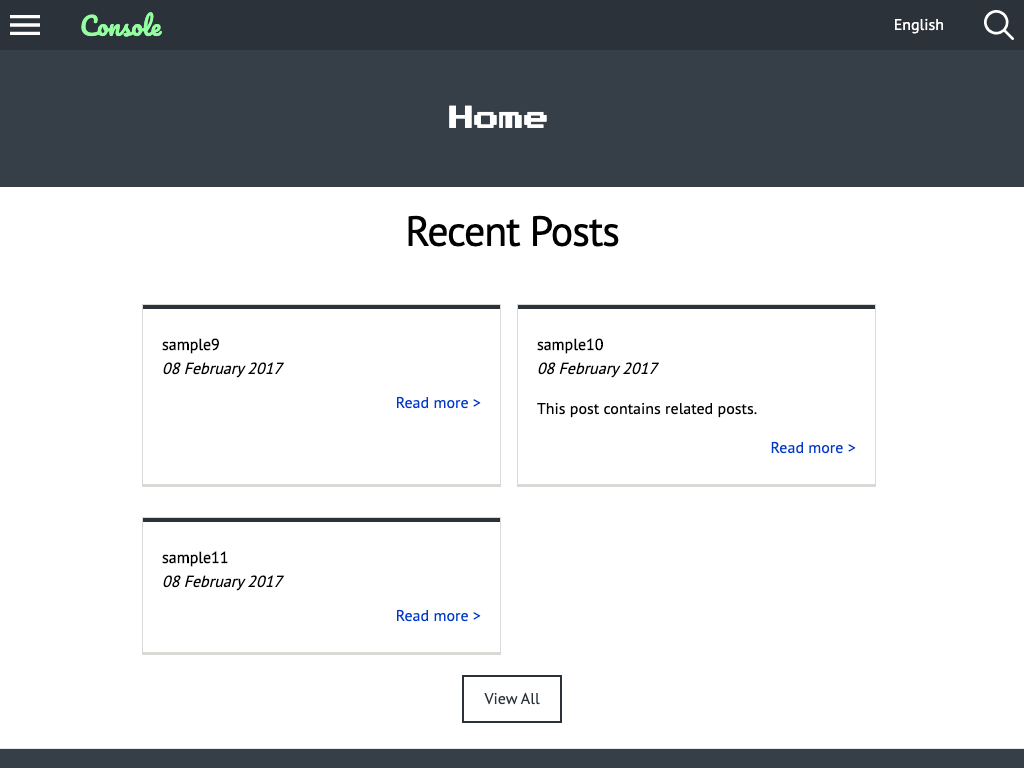 Console
English
Home
Recent Posts
sample9
08 February 2017
Read more >
sample10
08 February 2017
This post contains related posts.
Read more >
sample11
08 February 2017
Read more >
View All